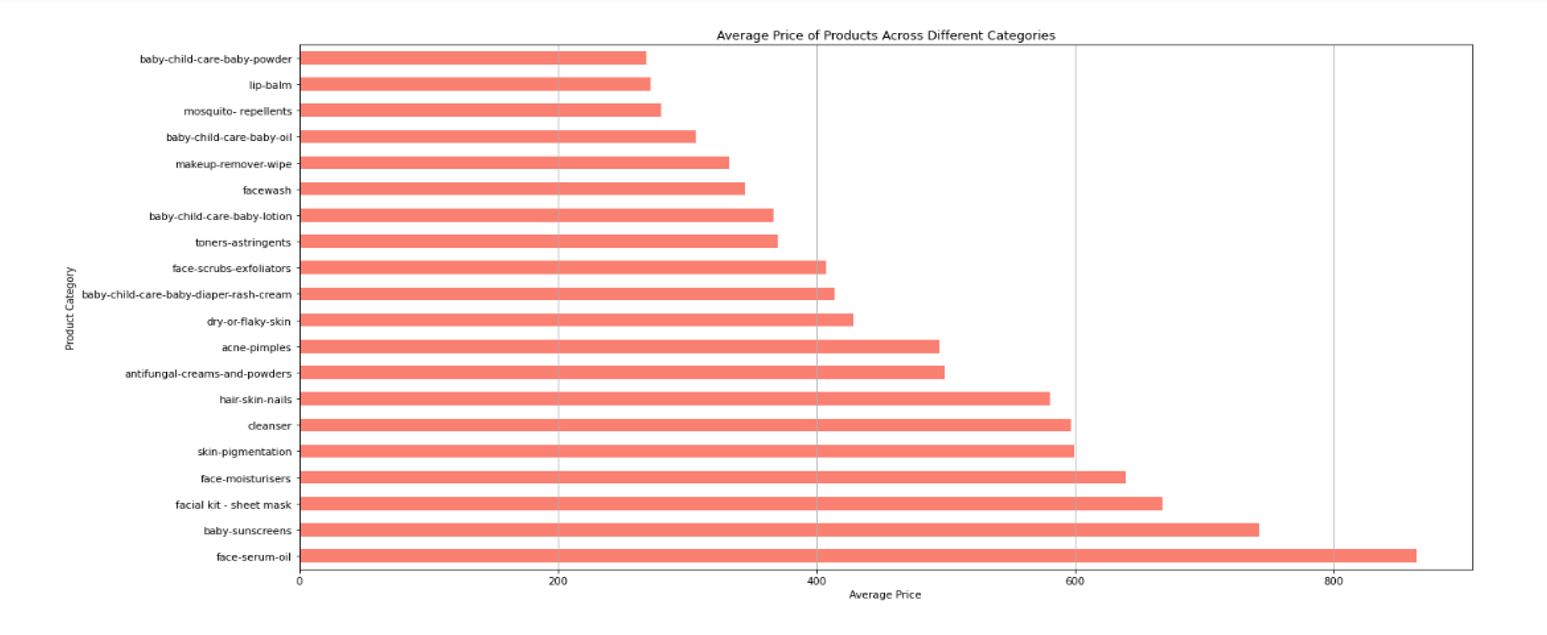 Average Price of Products Across Different Categories
baby-child-care-baby-powder
lip-balm
mosquito- repellents
baby-child-care-baby-oil
makeup-remover-wipe
facewash
baby-child-care-baby-lotion
toners-astringents
face-scrubs-exfoliators
baby-child-care-baby-diaper-rash-cream
dry-or-flaky-skin
acne-pimples
antifungal-creams-and-powders
hair-skin-nails
cleanser
skin-pigmentation
face-moisturisers
facial kit - sheet mask
baby-sunscreens
face-serum-oil
Product Category
0 200 400 600 800
Average Price